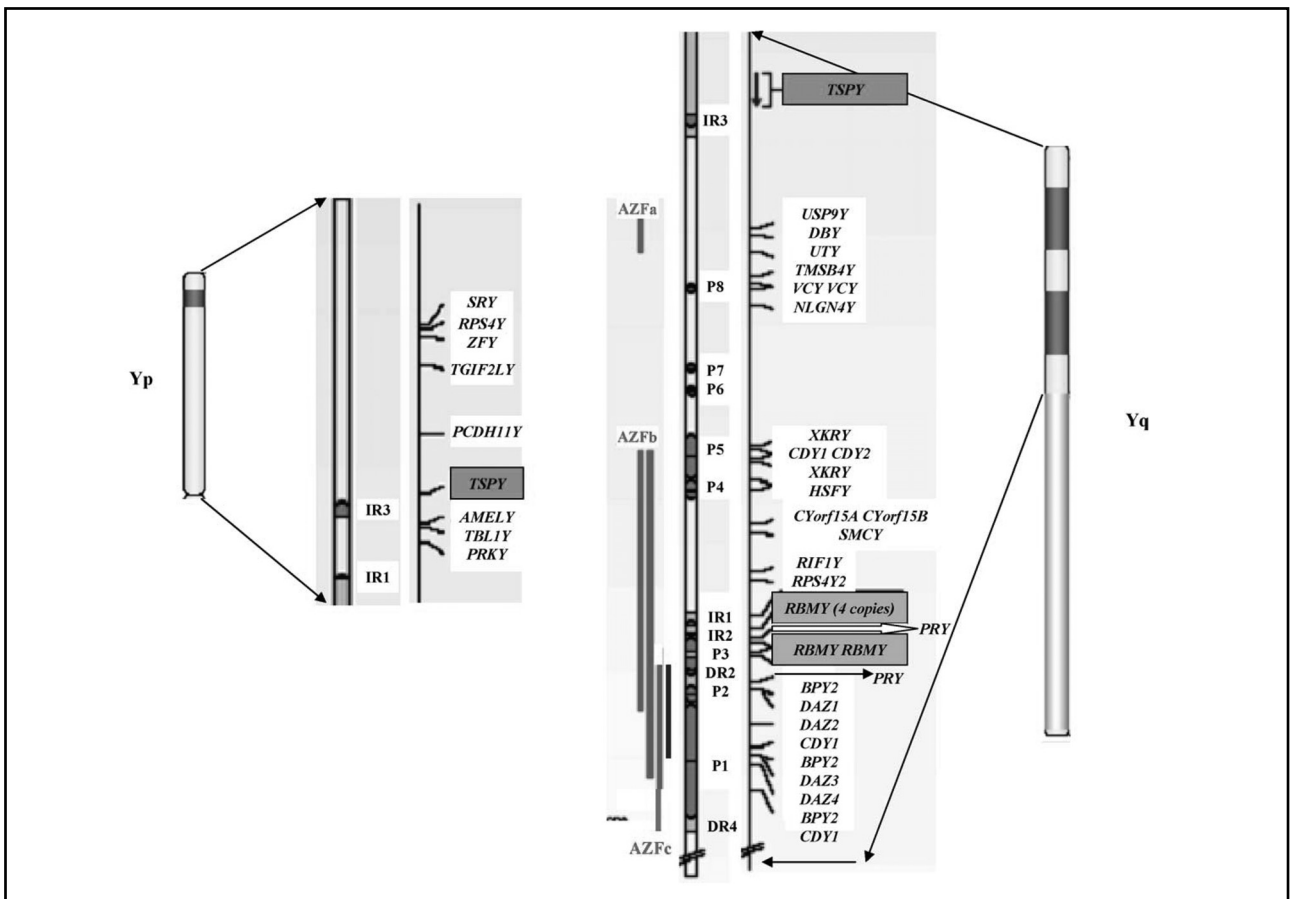 Yp
SRY
RPS4Y
ZFY
TGIF2LY
PCDH11Y
TSPY
IR3
AMELY
TBL1Y
PRKY
IR1
TSPY
IR3
AZFa
USP9Y
DBY
UTY
TMSB4Y
P8
VCY VCY
NLGN4Y
P7
P6
Yq
AZFb
XKRY
P5
CDY1 CDY2
XKRY
P4
HSFY
CYorf15A CYorf15B
SMCY
RIF1Y
RPS4Y2
IR1
RBMY (4 copies)
IR2
PRY
P3
RBMY RBMY
DR2
PRY
P2
BPY2
DAZ1
DAZ2
CDY1
P1
BPY2
DAZ3
DAZ4
BPY2
DR4
CDY1
AZFc